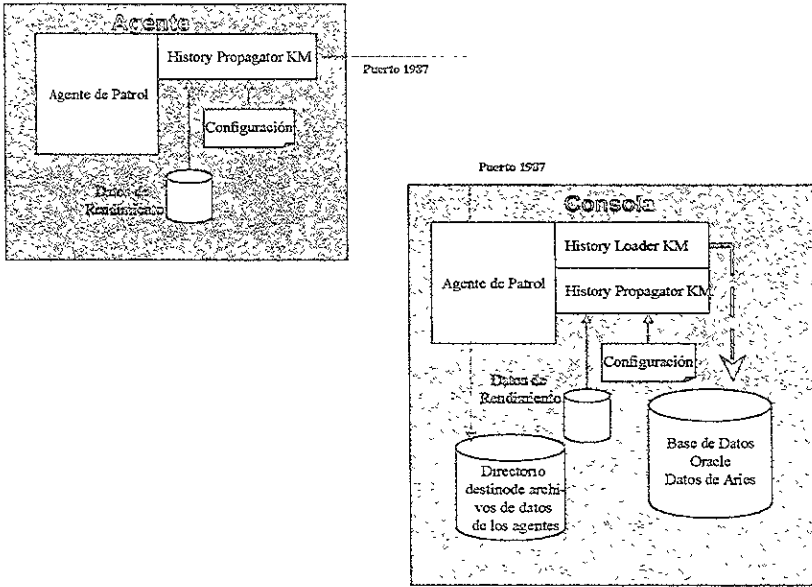 Agente
History Propagator KM
Puerto 1987
Agente de Patrol
Configuración
Datos de
Rendimiento
Puerto 1987
Consola
History Loader KM
Agente de Patrol
History Propagator KM
Configuración
Datos de
Rendimiento
Base de Datos
Oracle
Datos de Aries
Directorio
destinode archi-
vos de datos
de los agentes